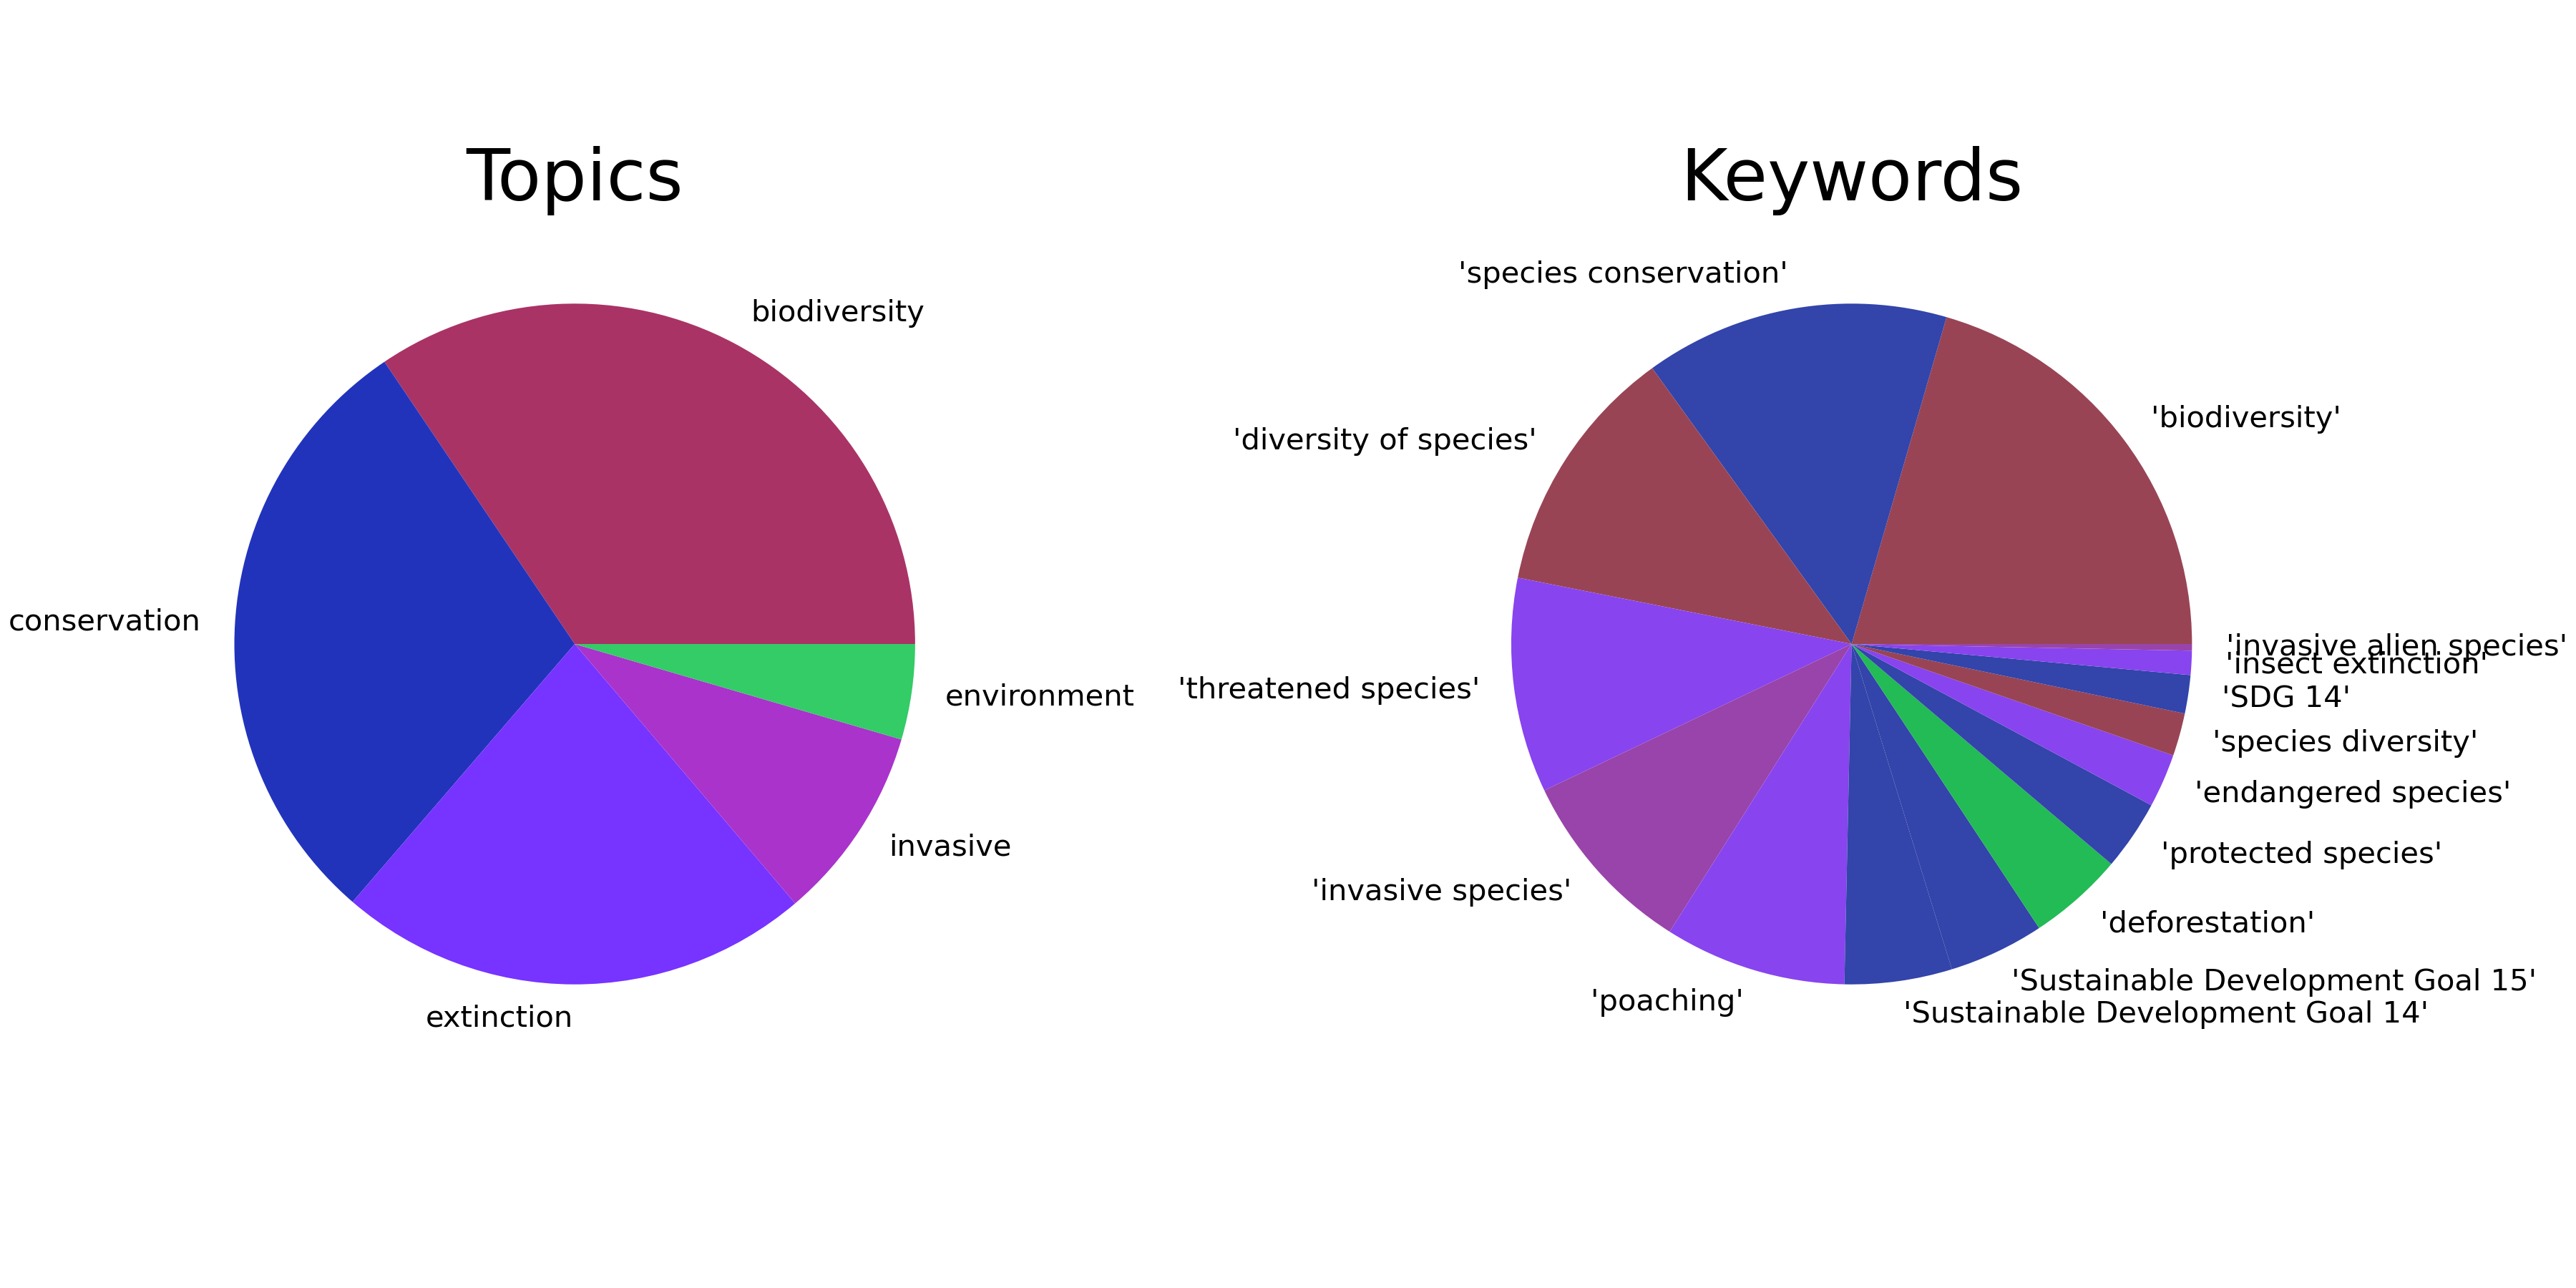 Topics
biodiversity
conservation
environment
invasive
extinction
Keywords
'species conservation'
'biodiversity'
'diversity of species'
'invasive alien species'
'insect extinction'
'threatened species'
'SDG 14'
'species diversity'
'endangered species'
'protected species'
'invasive species'
'deforestation'
'Sustainable Development Goal 15'
'poaching'
'Sustainable Development Goal 14'